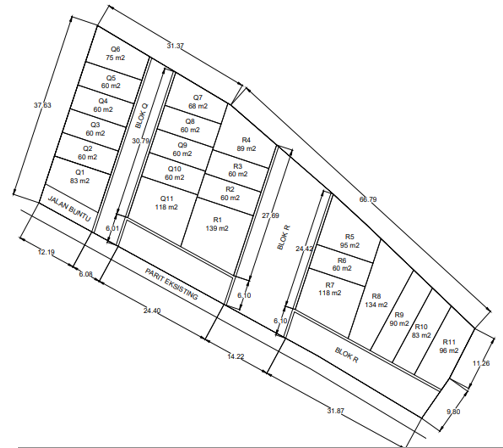 31.37
Q6
75 m2
Q5
60 m2
Q4
60 m2
Q3
60 m2
Q2
60 m2
Q1
83 m2
JALAN BUNTU
37.63
BLOK Q
30.79
6.01
Q7
68 m2
Q8
60 m2
Q9
60 m2
Q10
60 m2
Q11
118 m2
R4
89 m2
R3
60 m2
R2
60 m2
R1
139 m2
27.69
BLOK R
6.10
24.42
6.10
66.79
R5
95 m2
R6
60 m2
R7
118 m2
R8
134 m2
R9
90 m2
R10
83 m2
R11
96 m2
BLOK R
PARIT EKSISTING
12.19
6.08
24.40
14.22
31.87
9.80
11.26